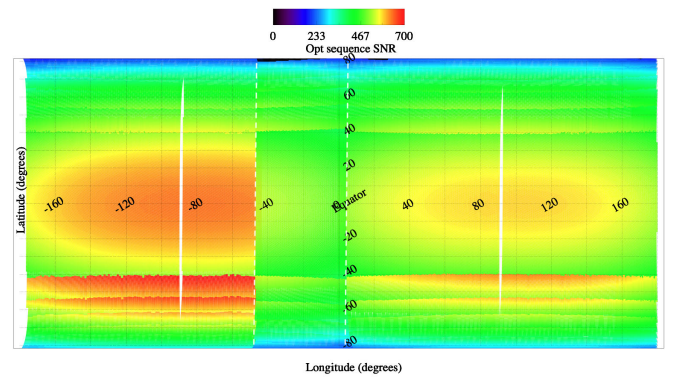 0 233 467 700
Opt sequence SNR
80
60
40
20
-160 -120 -80 -40 0 Equator 40 80 120 160
-20
-40
-60
-80
Latitude (degrees)
Longitude (degrees)